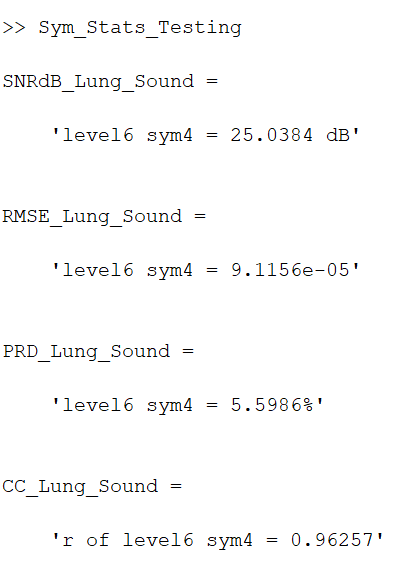 >> Sym_Stats_Testing
SNRdB_Lung_Sound =
'level6 sym4 = 25.0384 dB'
RMSE_Lung_Sound =
'level6 sym4 = 9.1156e-05'
PRD_Lung_Sound =
'level6 sym4 = 5.5986%'
CC_Lung_Sound =
'r of level6 sym4 = 0.96257'